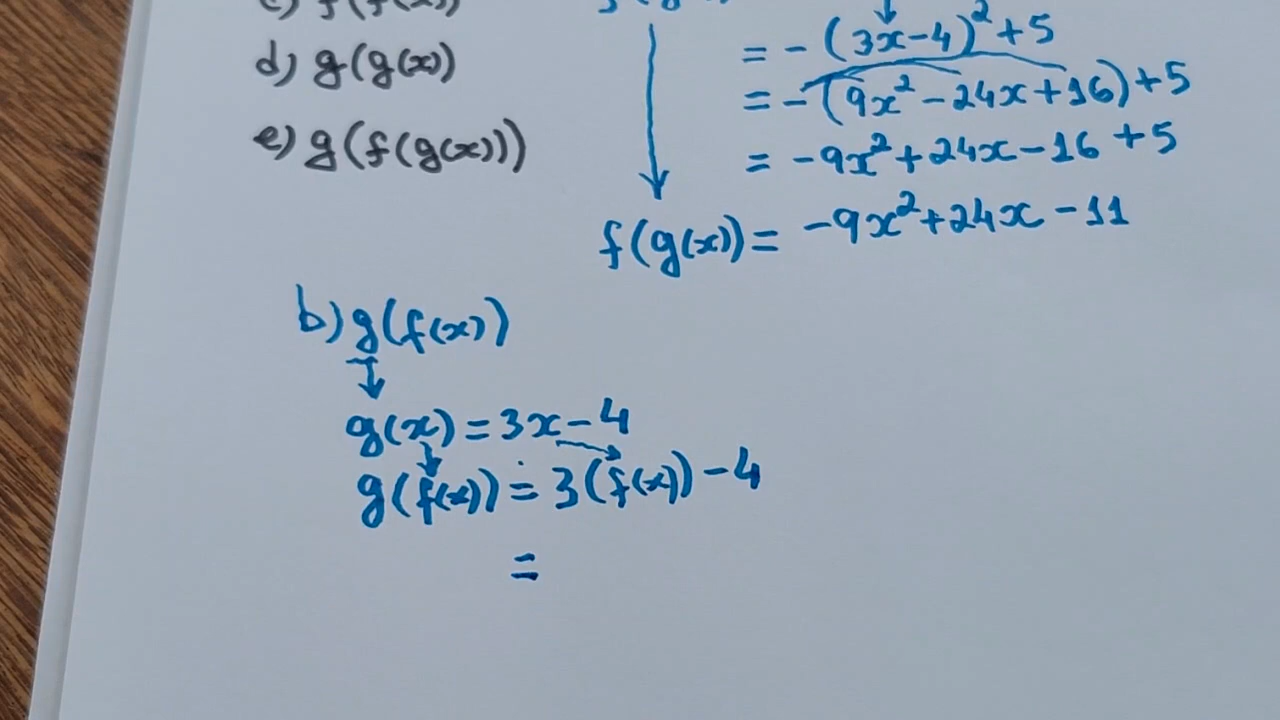 c) f(f(x))
d) g(g(x))
e) g(f(g(x)))
= -(3x-4)²+5
= -(9x²-24x+16)+5
= -9x²+24x-16+5
f(g(x)) = -9x²+24x-11
b) g(f(x))
g(x) = 3x-4
g(f(x)) = 3(f(x))-4
=